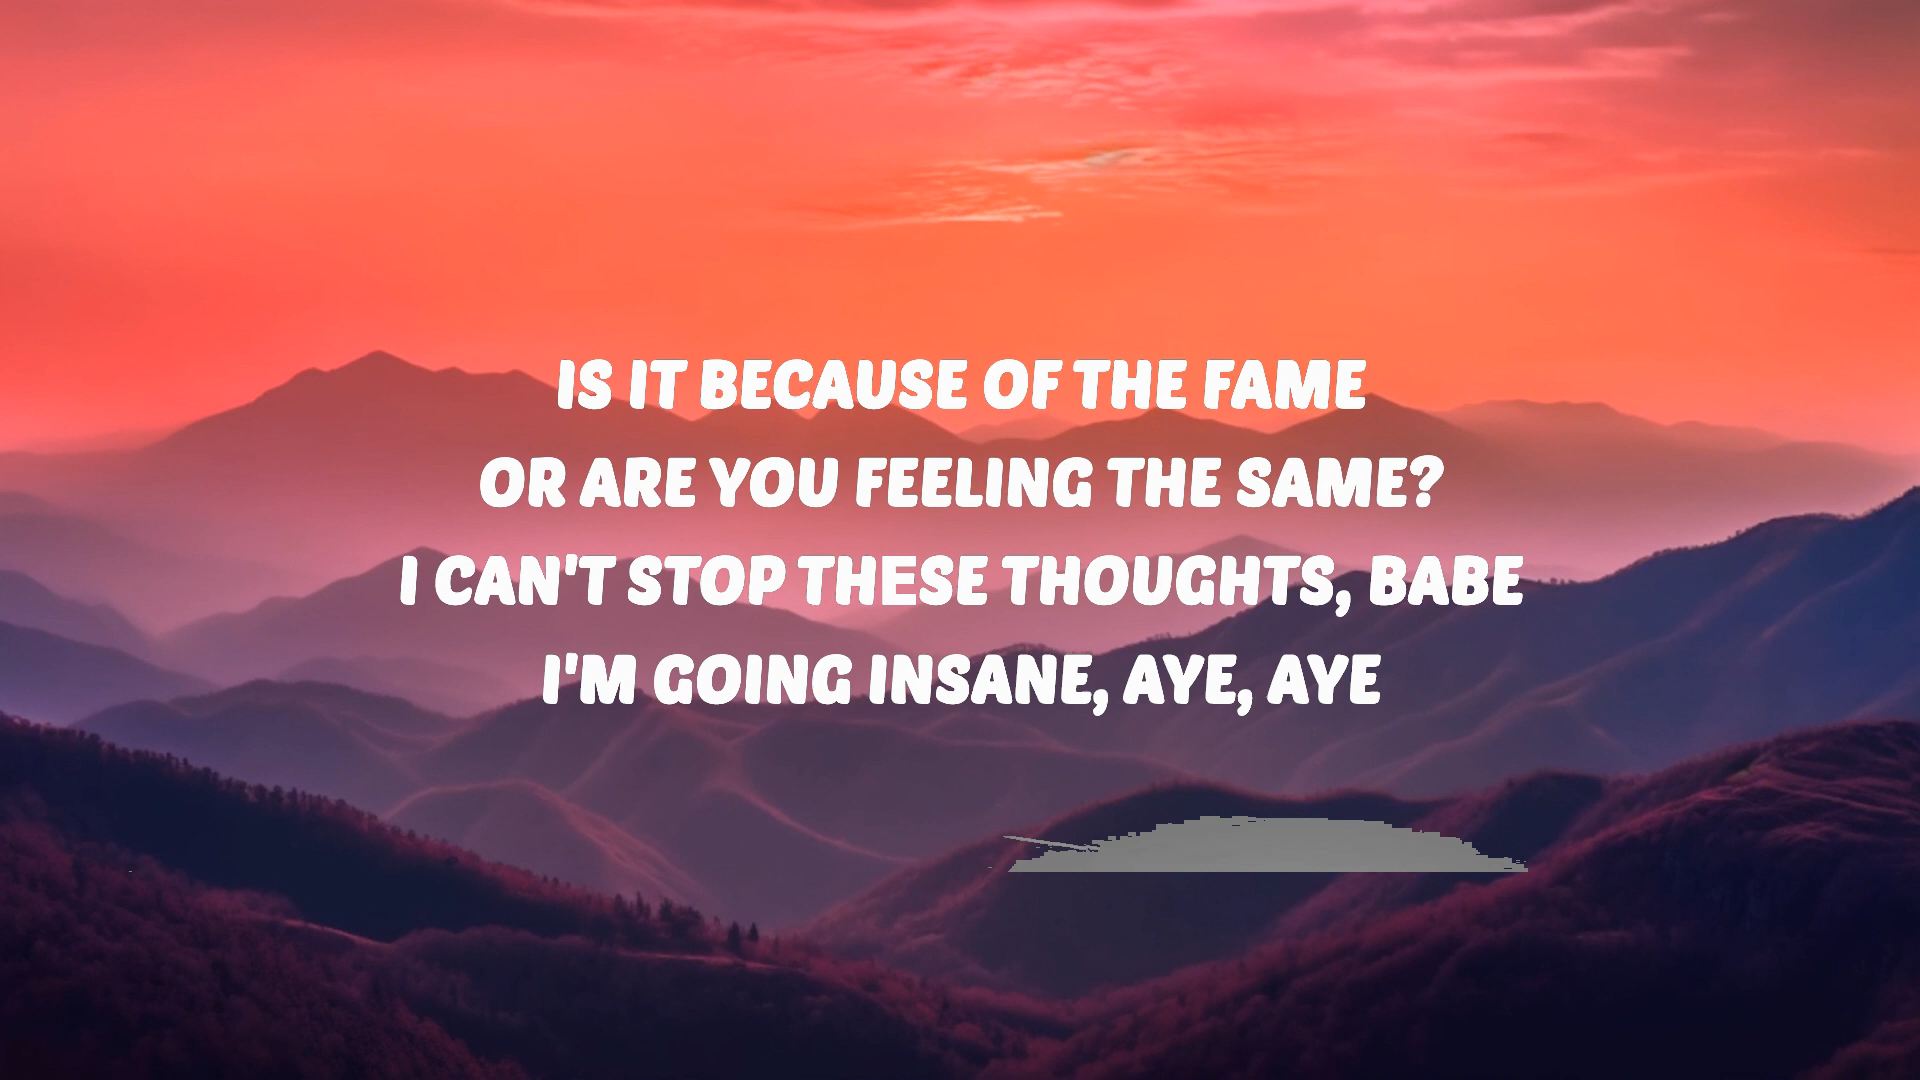 IS IT BECAUSE OF THE FAME
OR ARE YOU FEELING THE SAME?
I CAN'T STOP THESE THOUGHTS, BABE
I'M GOING INSANE, AYE, AYE